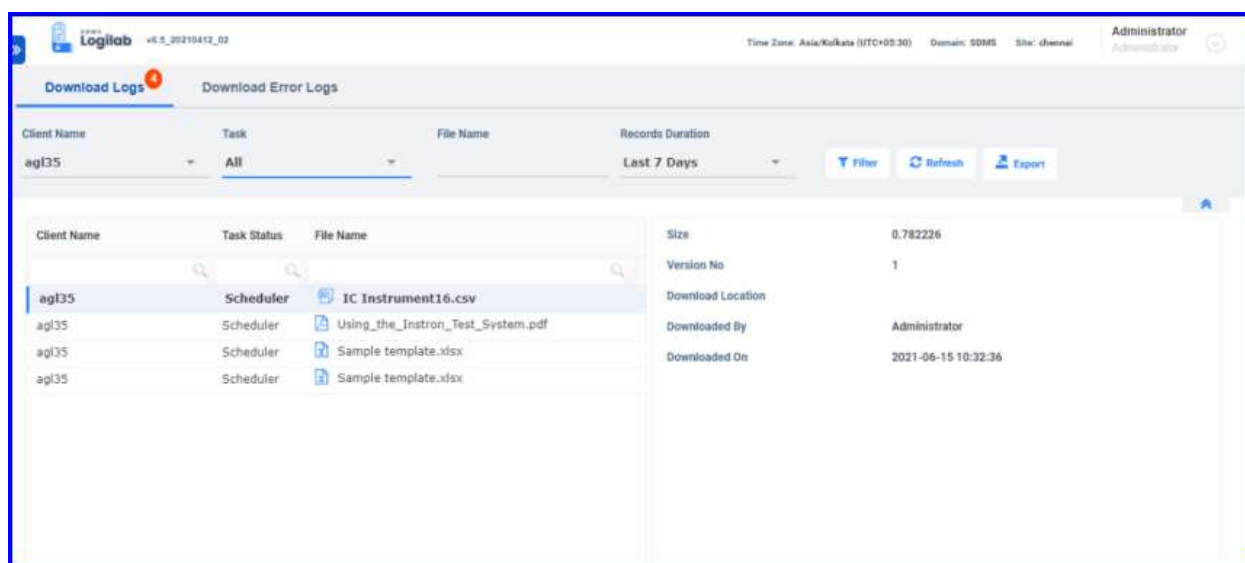 SDMS
Logilab v6.5_20210412_02 Time Zone: Asia/Kolkata (UTC+05:30) Domain: SDMS Site: chennai Administrator
Administrator
Download Logs 4 Download Error Logs
Client Name Task File Name Records Duration
agl35 All Last 7 Days Filter Refresh Export
Client Name Task Status File Name Size 0.782226
Version No 1
agl35 Scheduler IC Instrument16.csv Download Location
agl35 Scheduler Using_the_Instron_Test_System.pdf Downloaded By Administrator
agl35 Scheduler Sample template.xlsx Downloaded On 2021-06-15 10:32:36
agl35 Scheduler Sample template.xlsx